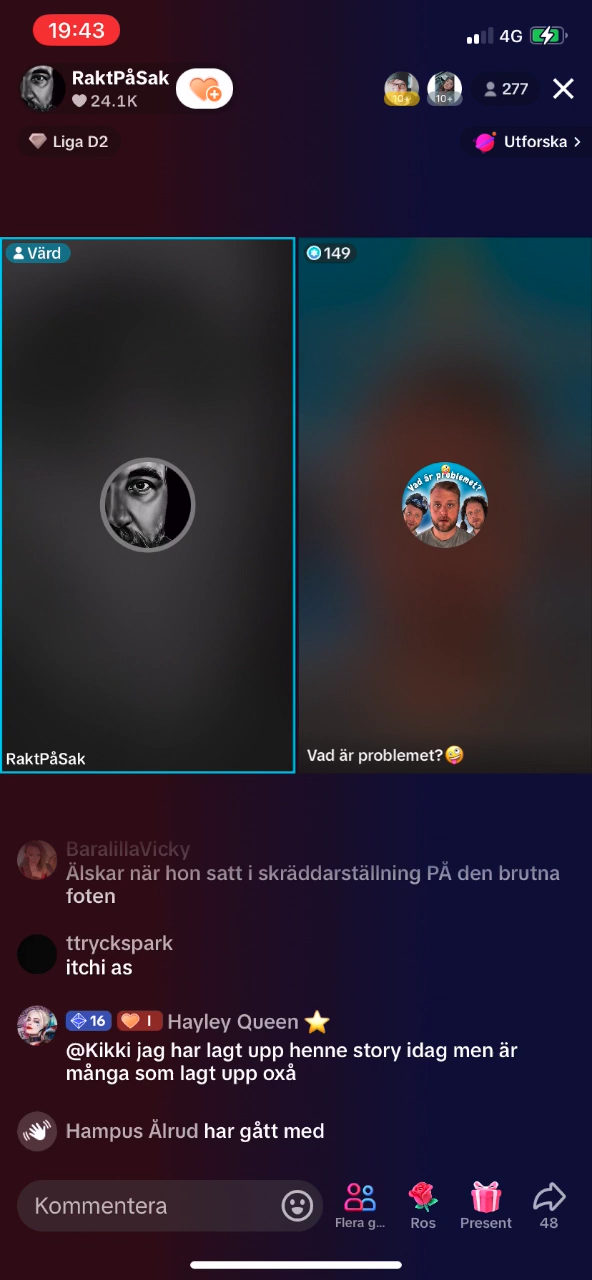 19:43
4G
RaktPåSak
24.1K
10+
10+
277
Liga D2
Utforska
Värd
149
Vad är problemet?
RaktPåSak
Vad är problemet?🤪
BaralillaVicky
Älskar när hon satt i skräddarställning PÅ den brutna
foten
ttryckspark
itchi as
16 I Hayley Queen ⭐
@Kikki jag har lagt upp henne story idag men är
många som lagt upp oxå
Hampus Älrud har gått med
Kommentera
Flera g...
Ros
Present
48